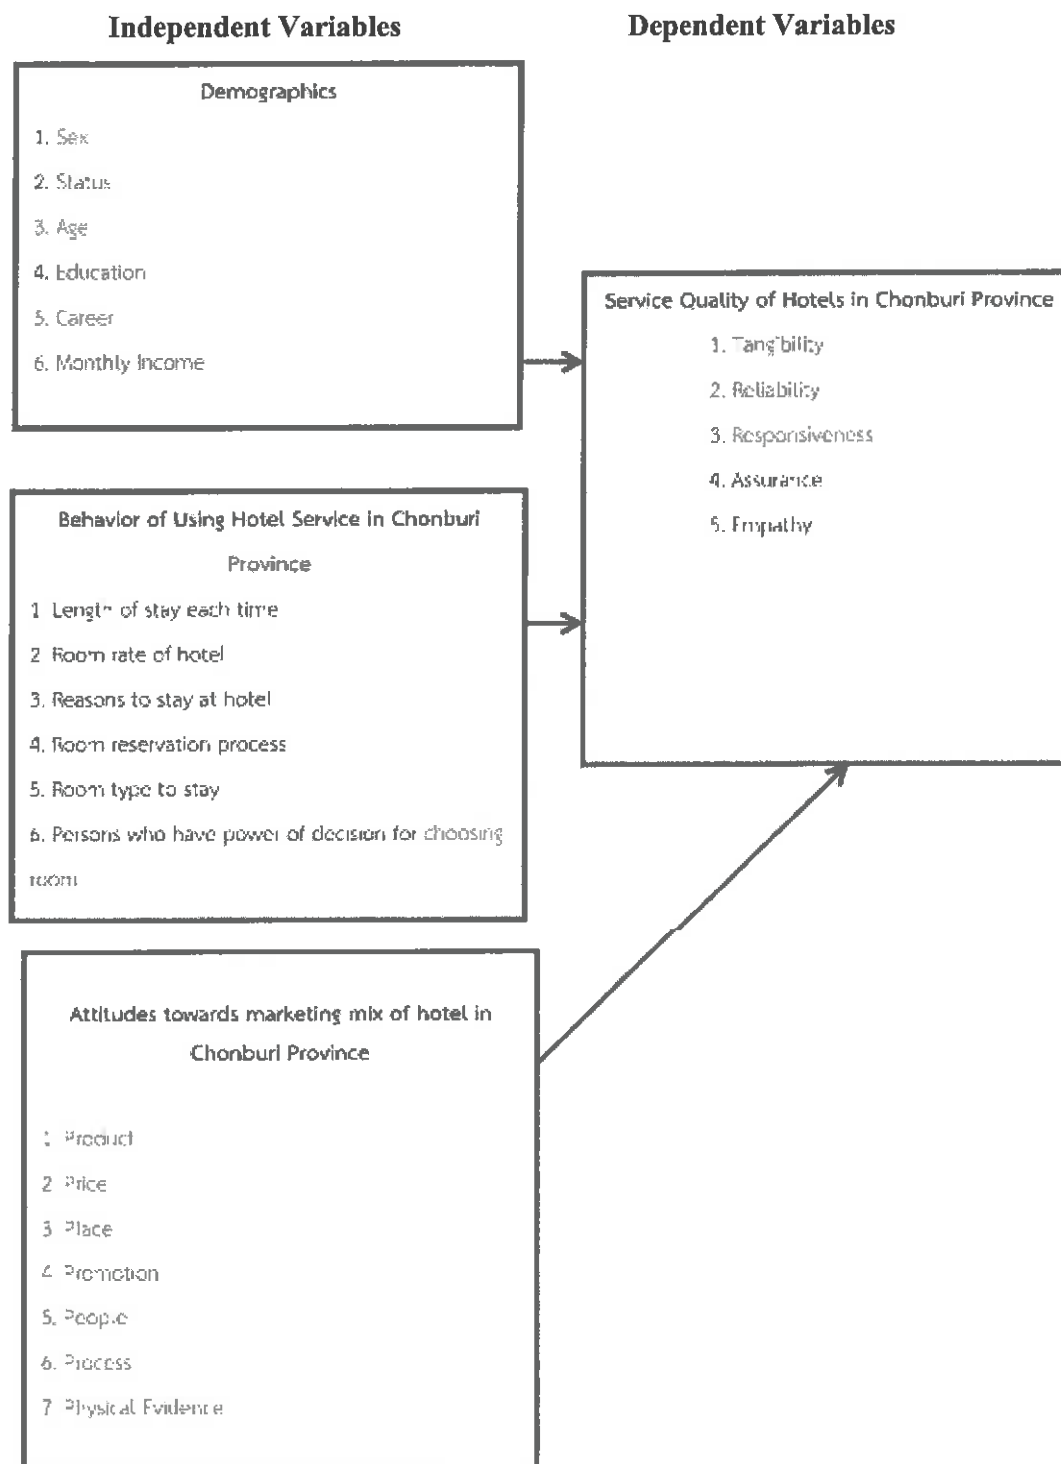 Independent Variables
Dependent Variables
Demographics
1. Sex
2. Status
3. Age
4. Education
5. Career
6. Monthly Income
Service Quality of Hotels in Chonburi Province
1. Tangibility
2. Reliability
3. Responsiveness
4. Assurance
5. Empathy
Behavior of Using Hotel Service in Chonburi
Province
1 Length of stay each time
2 Room rate of hotel
3. Reasons to stay at hotel
4. Room reservation process
5. Room type to stay
6. Persons who have power of decision for choosing
room
Attitudes towards marketing mix of hotel in
Chonburi Province
1 Product
2 Price
3 Place
4 Promotion
5. People
6. Process
7 Physical Evidence